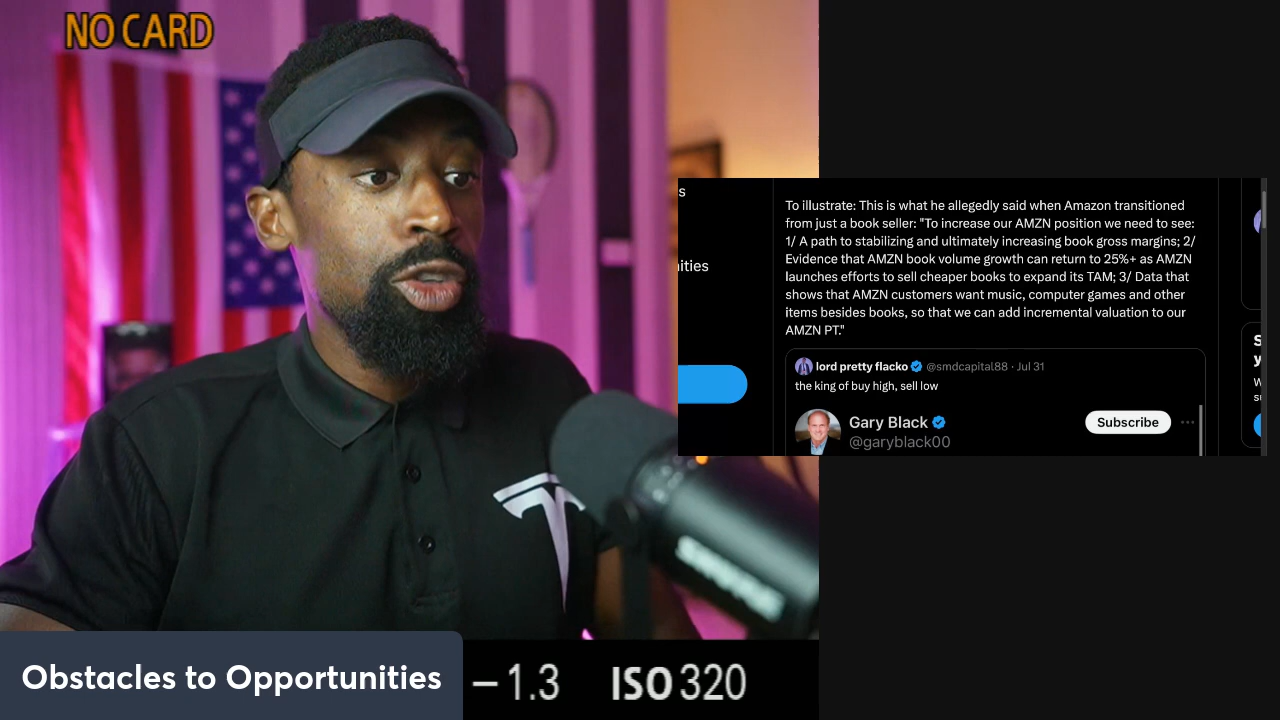 NO CARD
s
nities
To illustrate: This is what he allegedly said when Amazon transitioned
from just a book seller: "To increase our AMZN position we need to see:
1/ A path to stabilizing and ultimately increasing book gross margins; 2/
Evidence that AMZN book volume growth can return to 25%+ as AMZN
launches efforts to sell cheaper books to expand its TAM; 3/ Data that
shows that AMZN customers want music, computer games and other
items besides books, so that we can add incremental valuation to our
AMZN PT."
lord pretty flacko @smdcapital88 · Jul 31
the king of buy high, sell low
Gary Black
@garyblack00
Subscribe
S
y
W
Obstacles to Opportunities
– 1.3 ISO 320